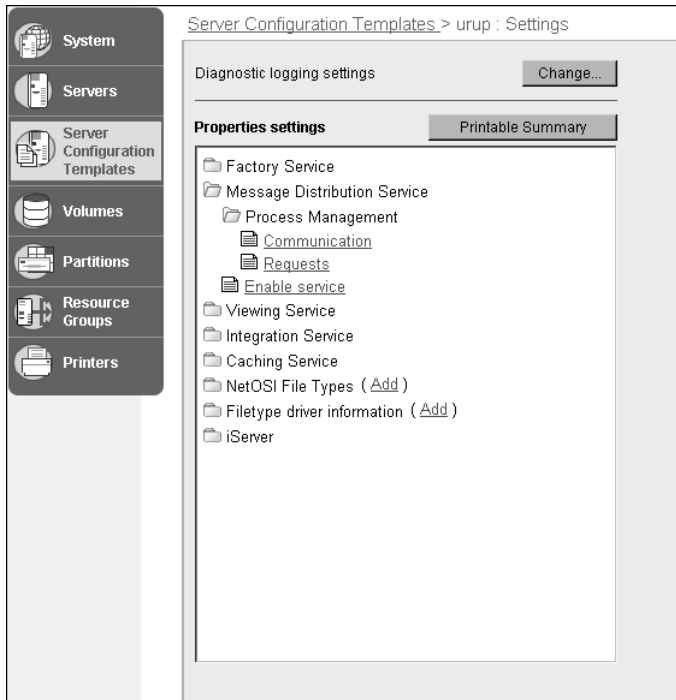 System
Servers
Server
Configuration
Templates
Volumes
Partitions
Resource
Groups
Printers
Server Configuration Templates > urup : Settings
Diagnostic logging settings
Change...
Properties settings
Printable Summary
Factory Service
Message Distribution Service
Process Management
Communication
Requests
Enable service
Viewing Service
Integration Service
Caching Service
NetOSI File Types ( Add )
Filetype driver information ( Add )
iServer